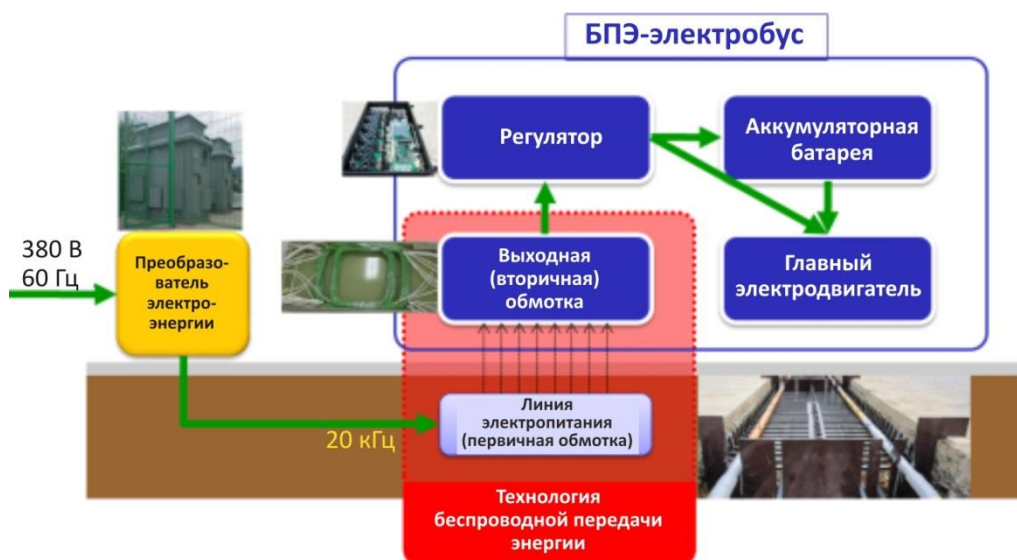 БПЭ-электробус
Регулятор
Аккумуляторная
батарея
380 В
60 Гц
Преобразо-
ватель
электро-
энергии
Выходная
(вторичная)
обмотка
Главный
электродвигатель
20 кГц
Линия
электропитания
(первичная обмотка)
Технология
беспроводной передачи
энергии